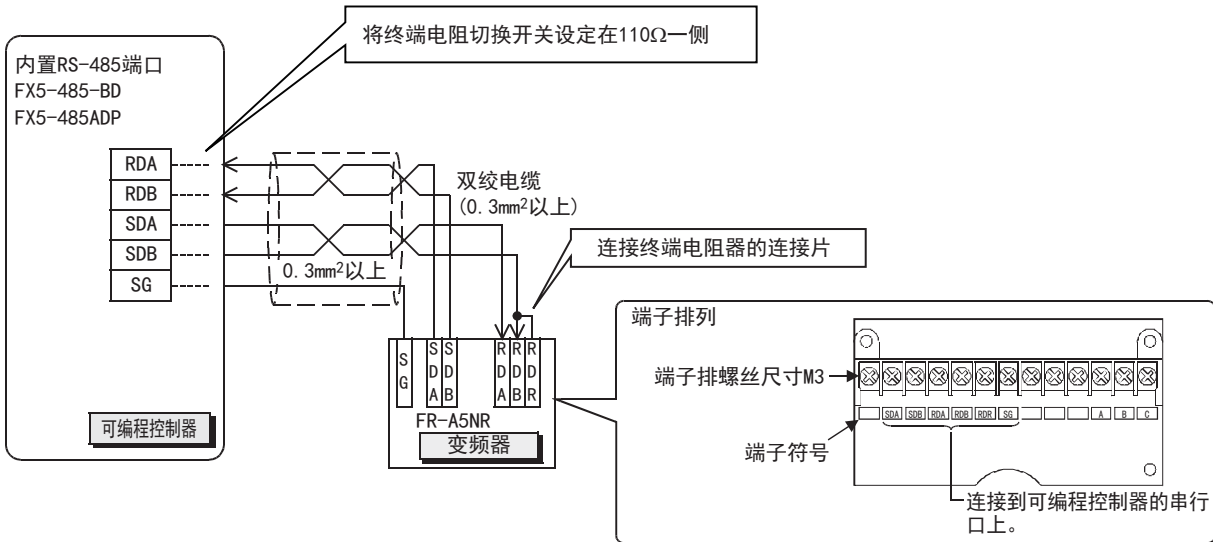 将终端电阻切换开关设定在110Ω一侧
内置RS-485端口
FX5-485-BD
FX5-485ADP
RDA
RDB
SDA
SDB
SG
双绞电缆
(0.3mm²以上)
0.3mm²以上
连接终端电阻器的连接片
可编程控制器
SG
SDA
SDB
RDA
RDB
RDR
FR-A5NR
变频器
端子排列
端子排螺丝尺寸M3
SDA SDB RDA RDB RDR SG A B C
端子符号
连接到可编程控制器的串行
口上。